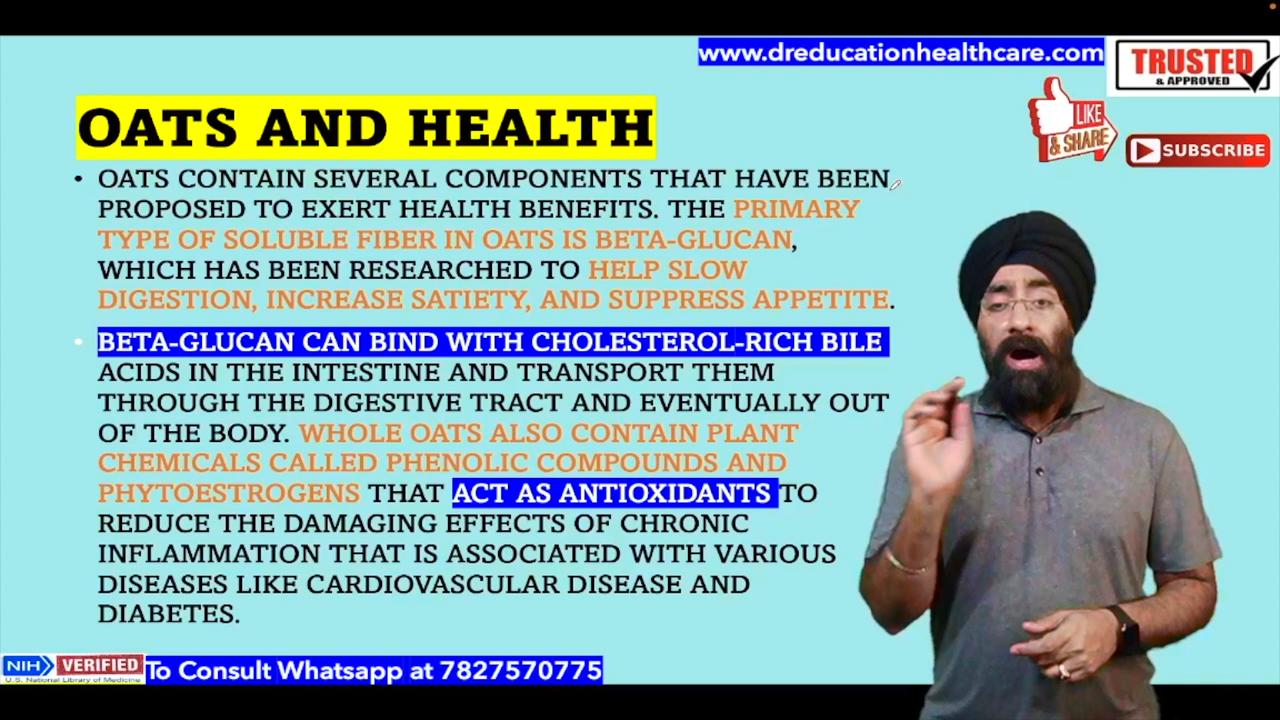 www.dreducationhealthcare.com
TRUSTED
& APPROVED
LIKE
& SHARE
SUBSCRIBE
OATS AND HEALTH
• OATS CONTAIN SEVERAL COMPONENTS THAT HAVE BEEN
PROPOSED TO EXERT HEALTH BENEFITS. THE PRIMARY
TYPE OF SOLUBLE FIBER IN OATS IS BETA-GLUCAN,
WHICH HAS BEEN RESEARCHED TO HELP SLOW
DIGESTION, INCREASE SATIETY, AND SUPPRESS APPETITE.
• BETA-GLUCAN CAN BIND WITH CHOLESTEROL-RICH BILE
ACIDS IN THE INTESTINE AND TRANSPORT THEM
THROUGH THE DIGESTIVE TRACT AND EVENTUALLY OUT
OF THE BODY. WHOLE OATS ALSO CONTAIN PLANT
CHEMICALS CALLED PHENOLIC COMPOUNDS AND
PHYTOESTROGENS THAT ACT AS ANTIOXIDANTS TO
REDUCE THE DAMAGING EFFECTS OF CHRONIC
INFLAMMATION THAT IS ASSOCIATED WITH VARIOUS
DISEASES LIKE CARDIOVASCULAR DISEASE AND
DIABETES.
NIH VERIFIED
U.S. National Library of Medicine
To Consult Whatsapp at 7827570775